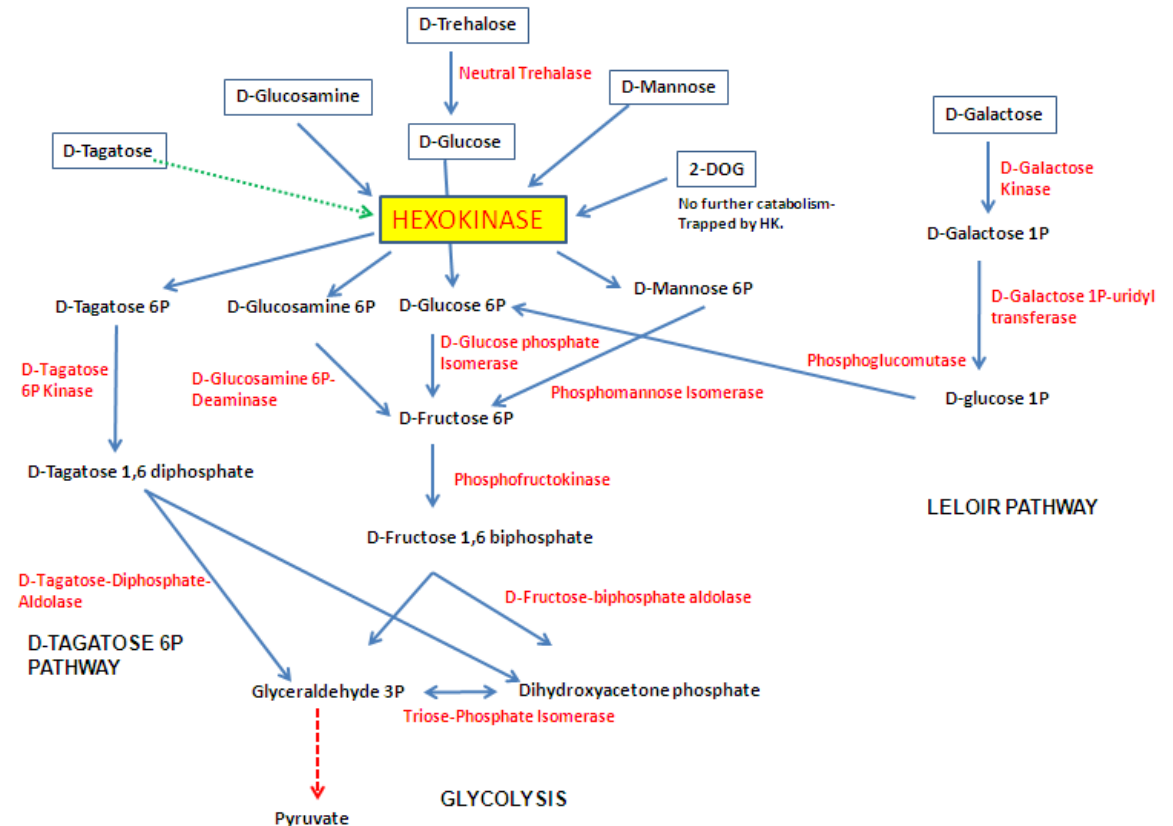 D-Trehalose
Neutral Trehalase
D-Glucosamine
D-Mannose
D-Galactose
D-Tagatose
D-Glucose
2-DOG
D-Galactose
Kinase
No further catabolism-
Trapped by HK.
HEXOKINASE
D-Galactose 1P
D-Tagatose 6P
D-Glucosamine 6P
D-Glucose 6P
D-Mannose 6P
D-Galactose 1P-uridyl
transferase
D-Tagatose
6P Kinase
D-Glucosamine 6P-
Deaminase
D-Glucose phosphate
Isomerase
Phosphoglucomutase
Phosphomannose Isomerase
D-glucose 1P
D-Fructose 6P
D-Tagatose 1,6 diphosphate
Phosphofructokinase
LELOIR PATHWAY
D-Fructose 1,6 biphosphate
D-Tagatose-Diphosphate-
Aldolase
D-Fructose-biphosphate aldolase
D-TAGATOSE 6P
PATHWAY
Glyceraldehyde 3P
Dihydroxyacetone phosphate
Triose-Phosphate Isomerase
GLYCOLYSIS
Pyruvate